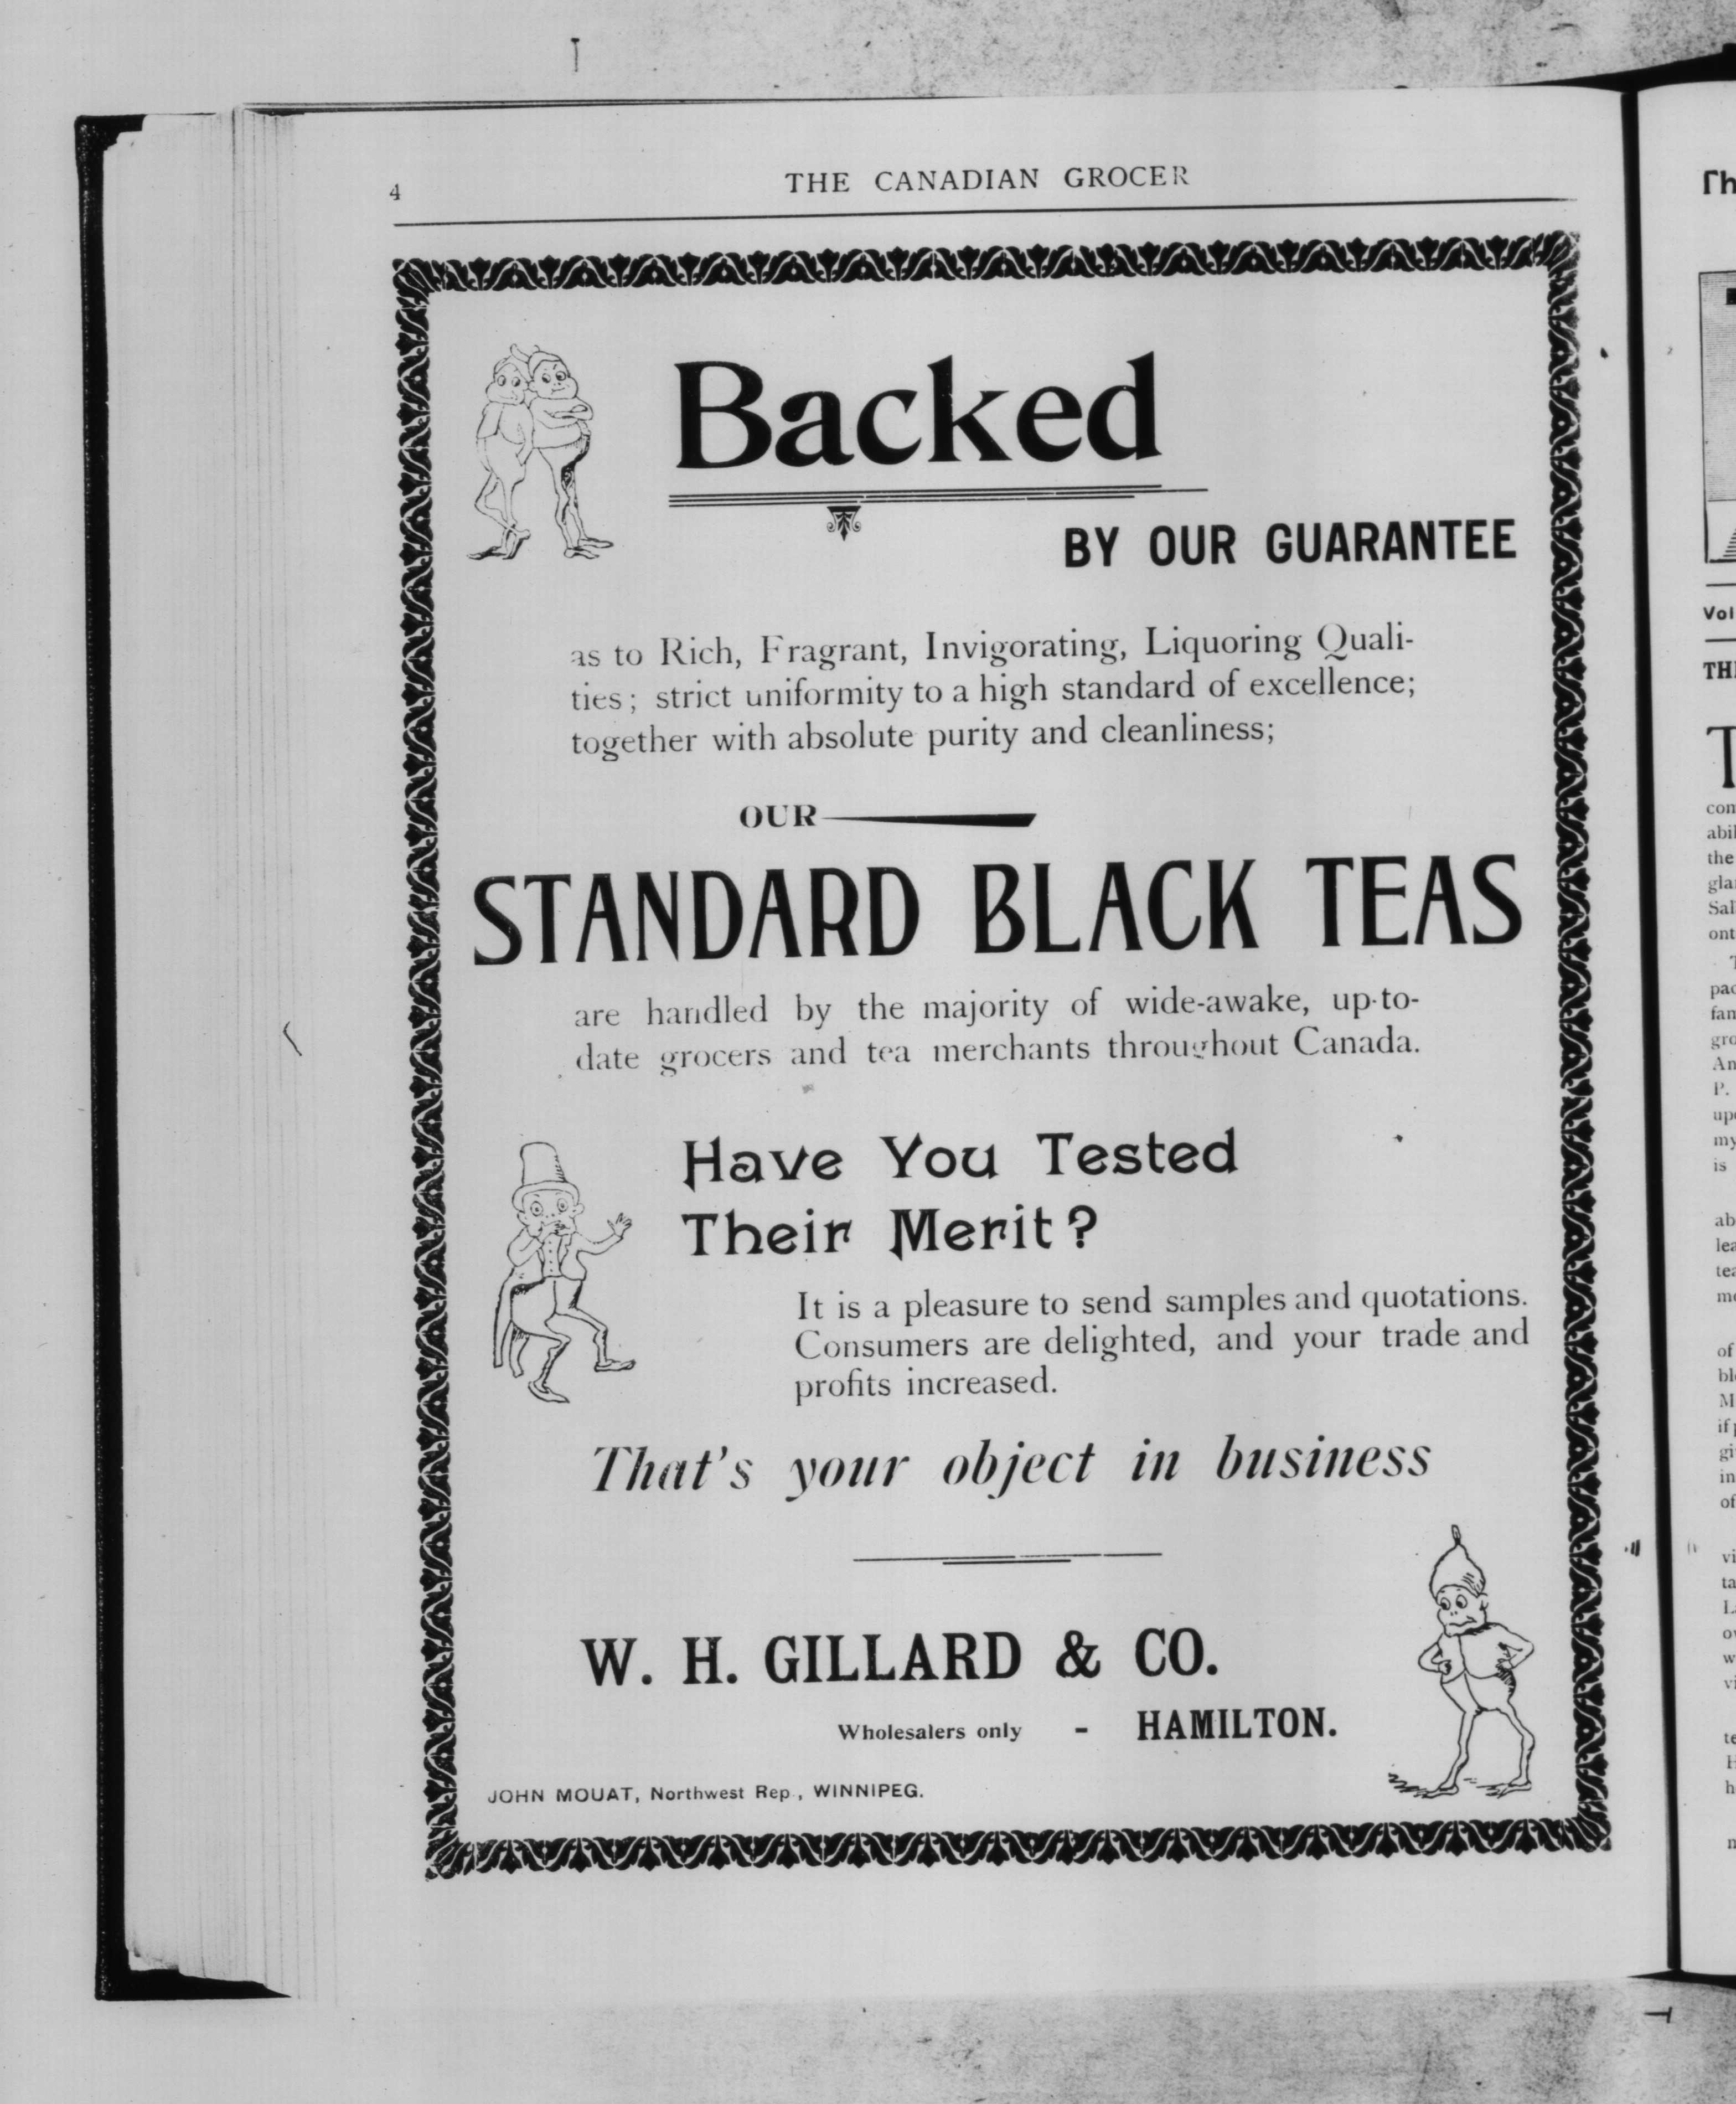 4
THE CANADIAN GROCER
Backed
BY OUR GUARANTEE
as to Rich, Fragrant, Invigorating, Liquoring Quali-
ties; strict uniformity to a high standard of excellence;
together with absolute purity and cleanliness;
OUR
STANDARD BLACK TEAS
are handled by the majority of wide-awake, up-to-
date grocers and tea merchants throughout Canada.
Have You Tested
Their Merit?
It is a pleasure to send samples and quotations.
Consumers are delighted, and your trade and
profits increased.
That's your object in business
W. H. GILLARD & CO.
Wholesalers only - HAMILTON.
JOHN MOUAT, Northwest Rep., WINNIPEG.